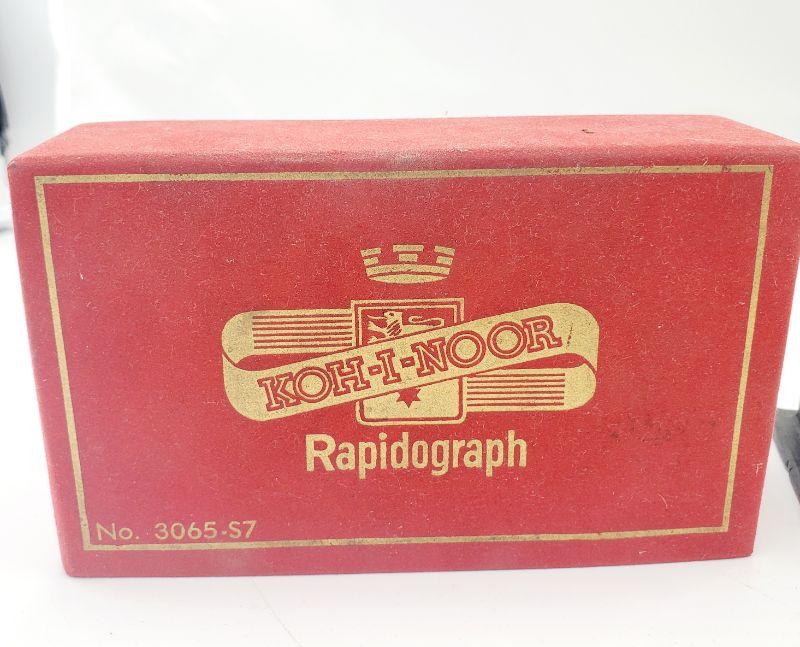 KOH-I-NOOR
Rapidograph
No. 3065-S7